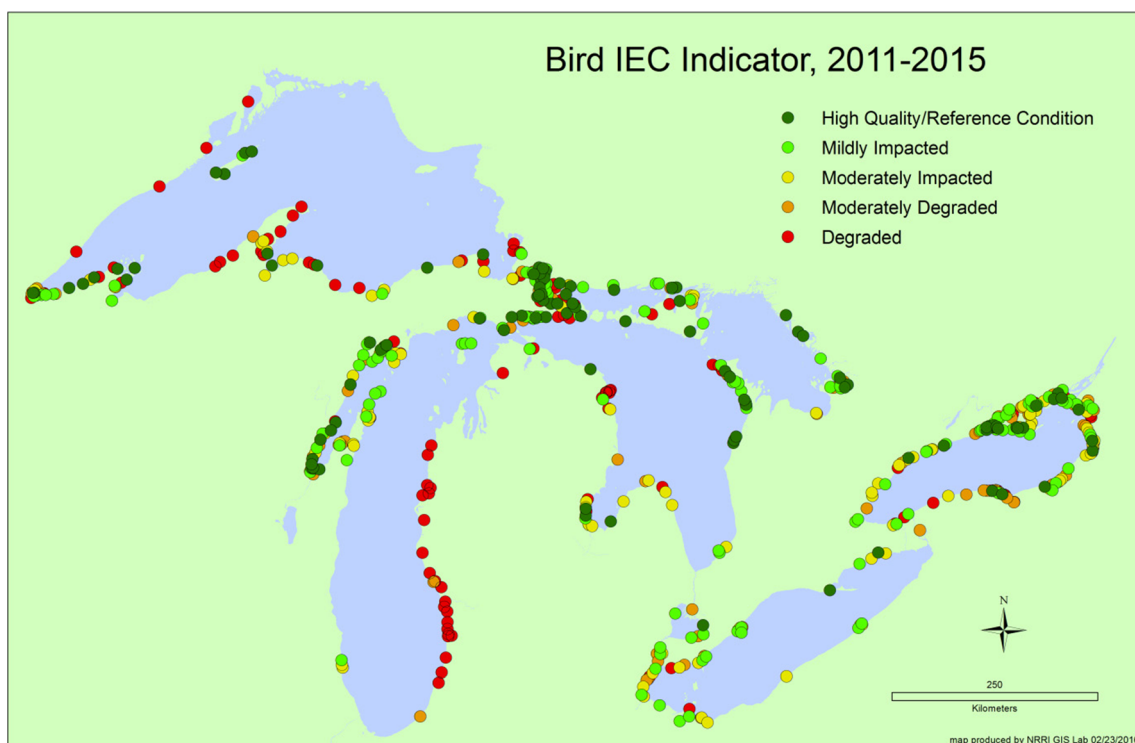 Bird IEC Indicator, 2011-2015
High Quality/Reference Condition
Mildly Impacted
Moderately Impacted
Moderately Degraded
Degraded
N
250
Kilometers
map produced by NRRI GIS Lab 02/23/2016